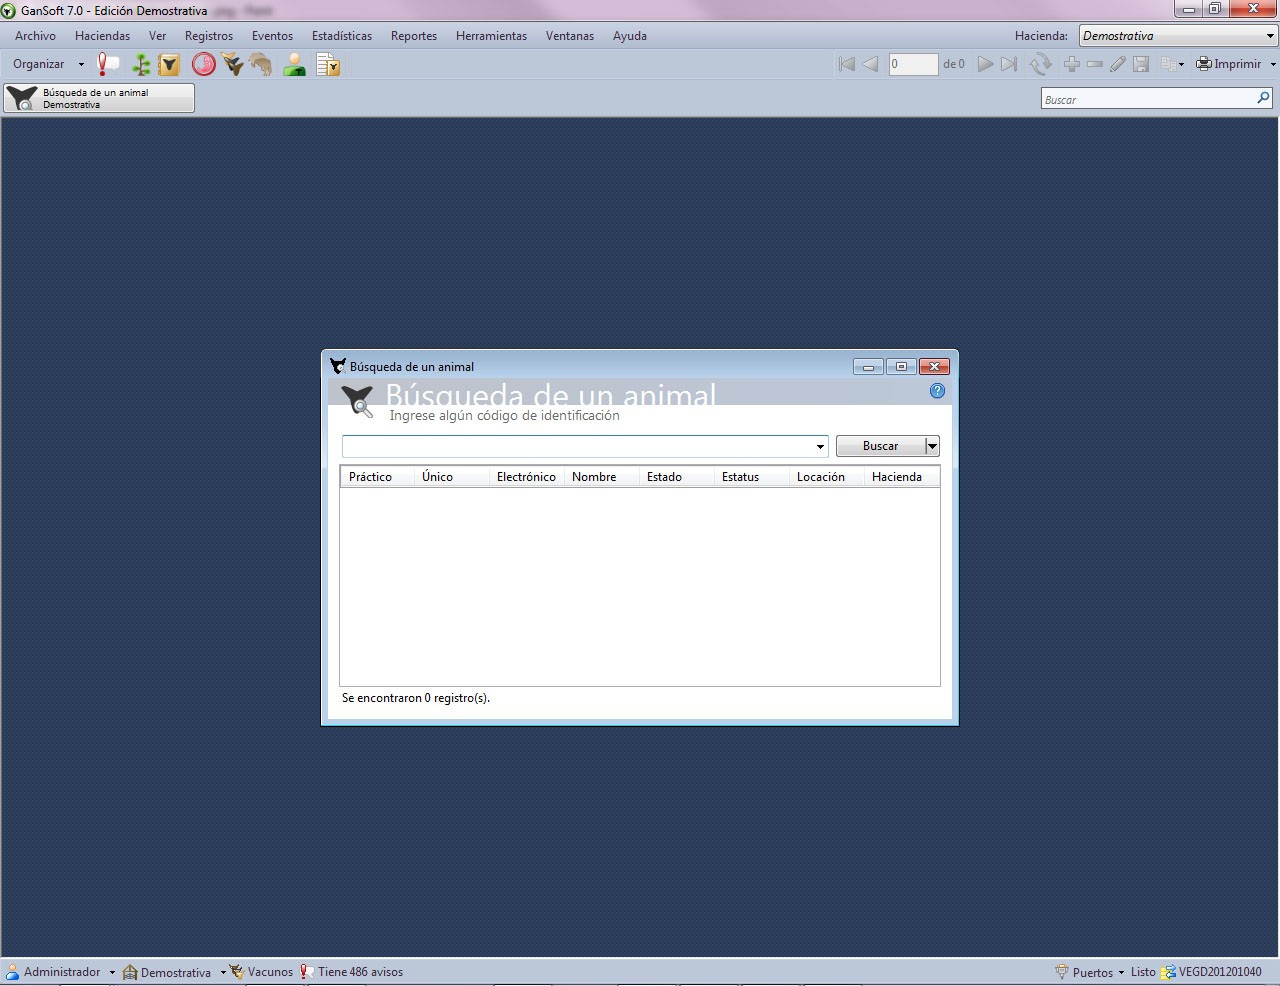 GanSoft 7.0 - Edición Demostrativa
Archivo Haciendas Ver Registros Eventos Estadísticas Reportes Herramientas Ventanas Ayuda Hacienda: Demostrativa
Organizar 0 de 0 Imprimir
Búsqueda de un animal
Demostrativa
Buscar
Búsqueda de un animal
Búsqueda de un animal
Ingrese algún código de identificación
Buscar
Práctico Único Electrónico Nombre Estado Estatus Locación Hacienda
Se encontraron 0 registro(s).
Administrador Demostrativa Vacunos Tiene 486 avisos Puertos Listo VEGD201201040